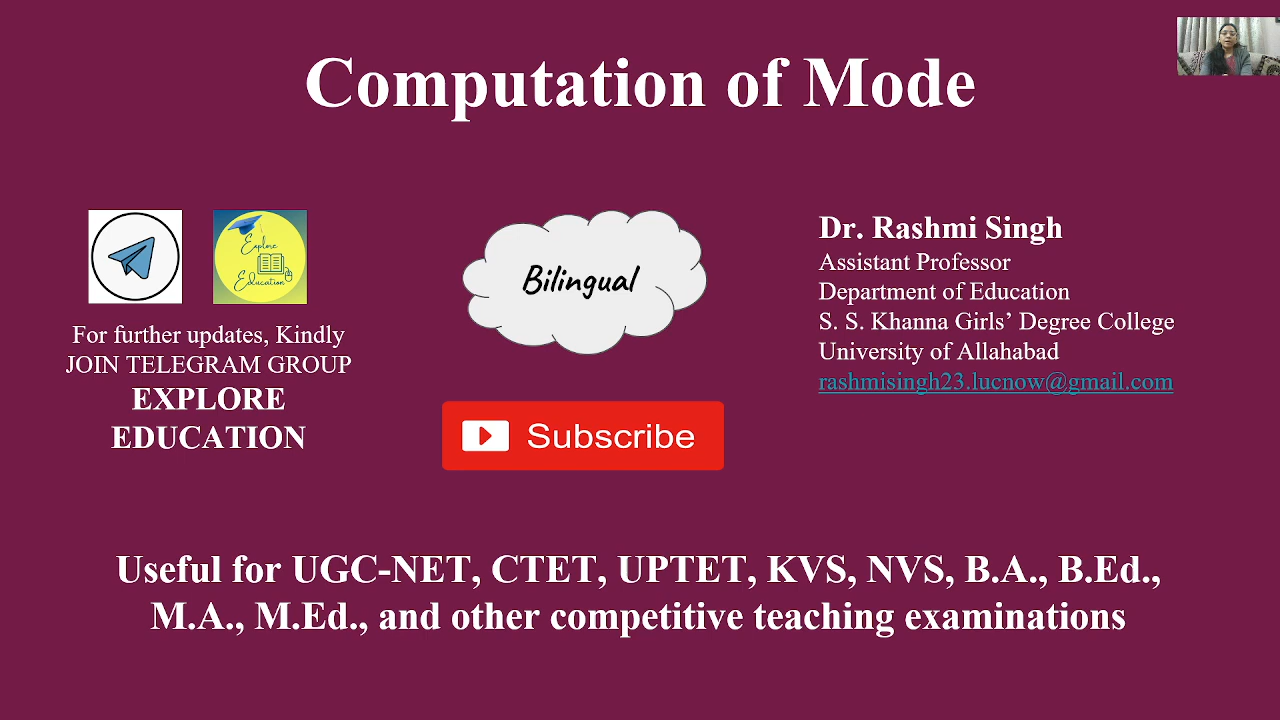 Computation of Mode
Explore
Education
For further updates, Kindly
JOIN TELEGRAM GROUP
EXPLORE
EDUCATION
Bilingual
Subscribe
Dr. Rashmi Singh
Assistant Professor
Department of Education
S. S. Khanna Girls’ Degree College
University of Allahabad
rashmisingh23.lucnow@gmail.com
Useful for UGC-NET, CTET, UPTET, KVS, NVS, B.A., B.Ed.,
M.A., M.Ed., and other competitive teaching examinations